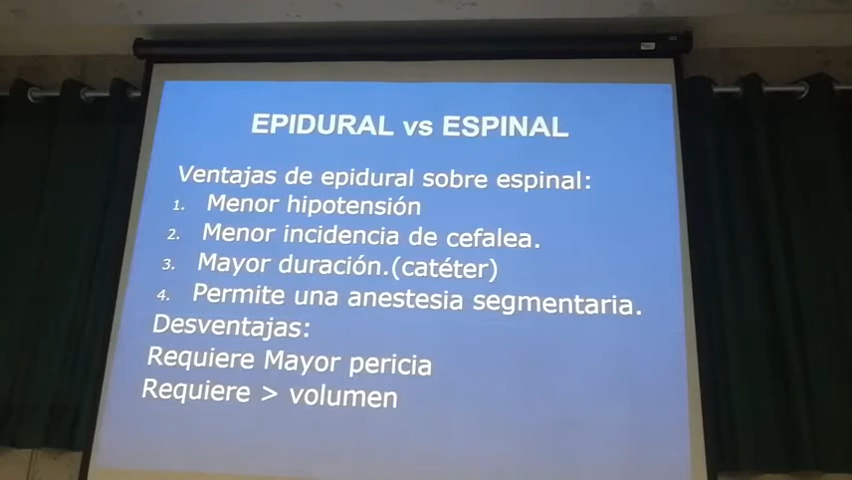 EPIDURAL vs ESPINAL
Ventajas de epidural sobre espinal:
1. Menor hipotensión
2. Menor incidencia de cefalea.
3. Mayor duración.(catéter)
4. Permite una anestesia segmentaria.
Desventajas:
Requiere Mayor pericia
Requiere > volumen